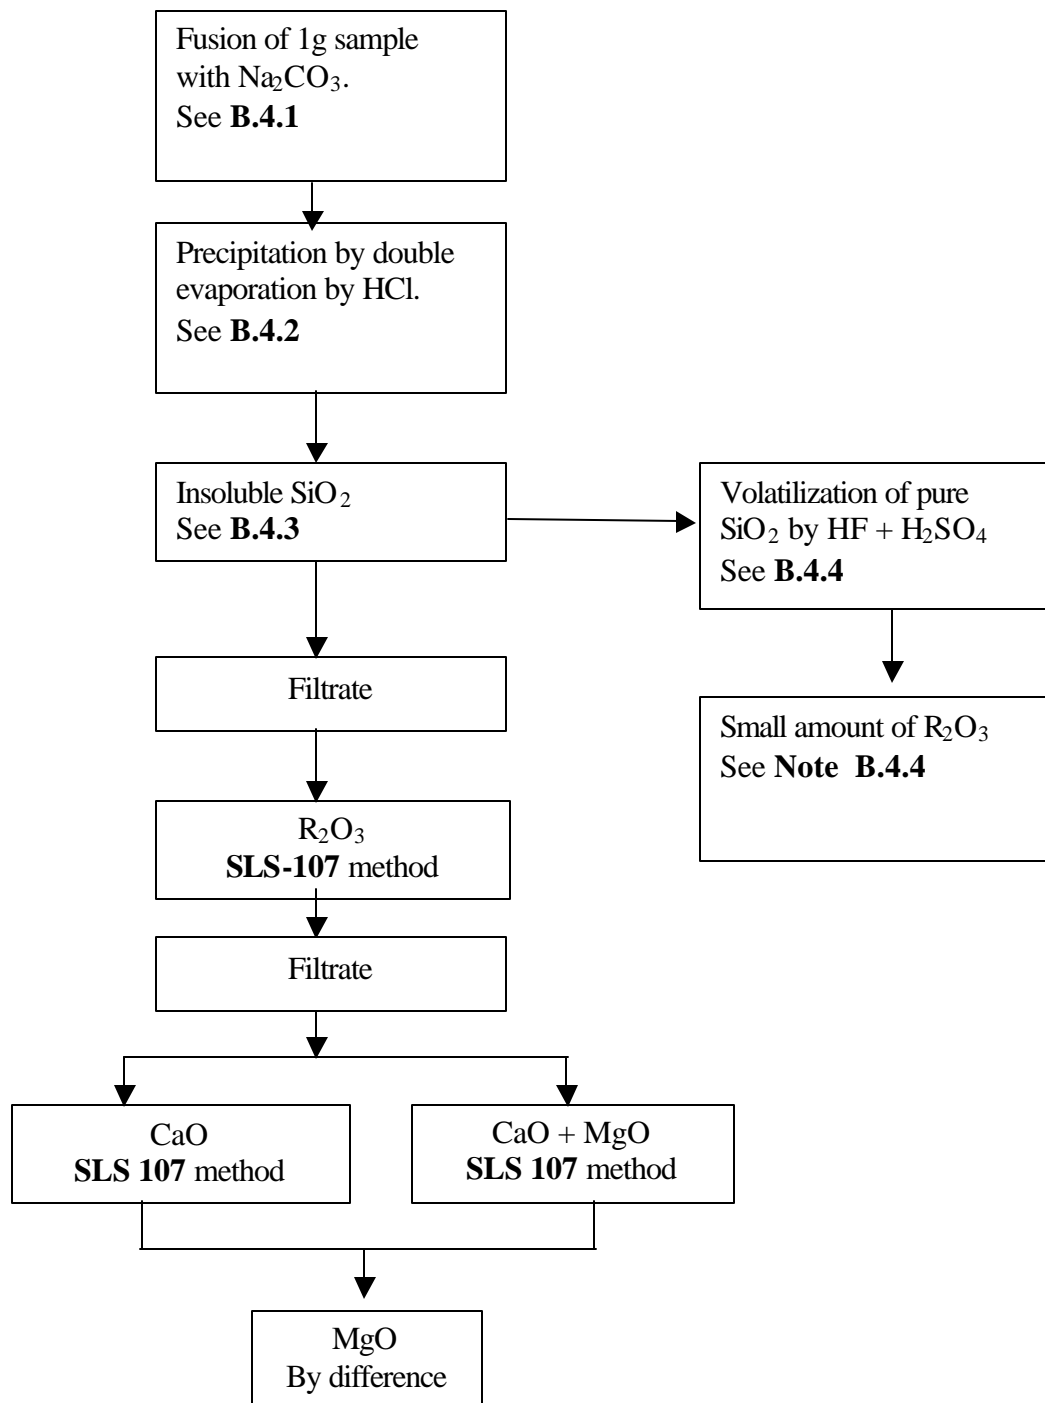 Fusion of 1g sample
with Na₂CO₃.
See B.4.1
Precipitation by double
evaporation by HCl.
See B.4.2
Insoluble SiO₂
See B.4.3
Volatilization of pure
SiO₂ by HF + H₂SO₄
See B.4.4
Filtrate
Small amount of R₂O₃
See Note B.4.4
R₂O₃
SLS-107 method
Filtrate
CaO
SLS 107 method
CaO + MgO
SLS 107 method
MgO
By difference